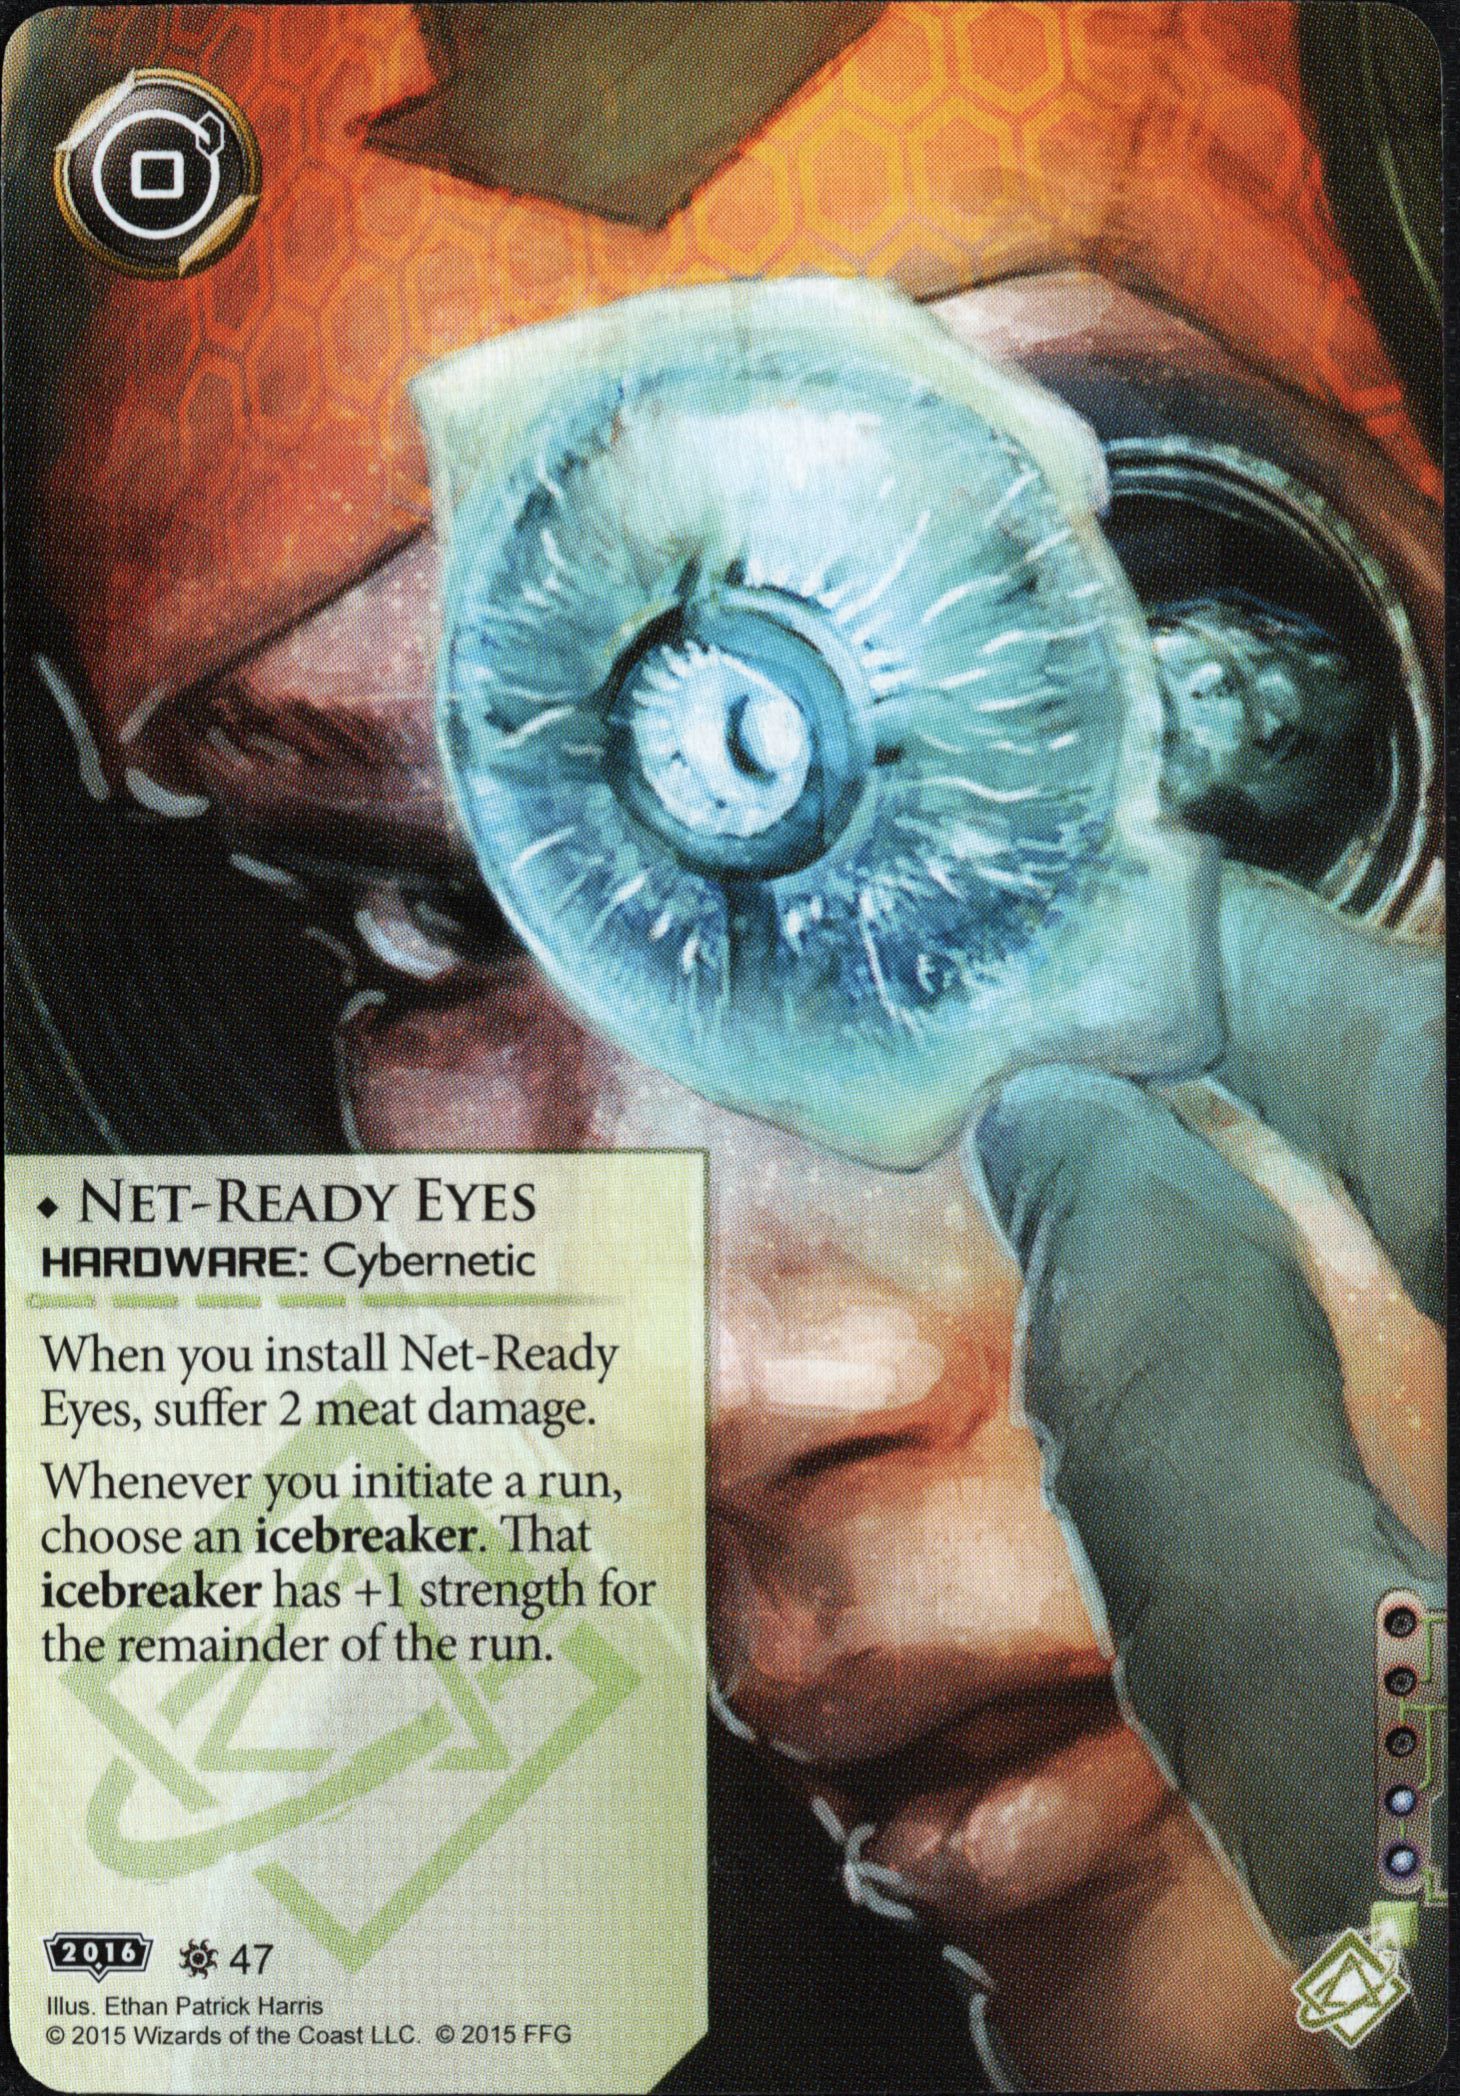 0
◆ NET-READY EYES
HARDWARE: Cybernetic
When you install Net-Ready
Eyes, suffer 2 meat damage.
Whenever you initiate a run,
choose an icebreaker. That
icebreaker has +1 strength for
the remainder of the run.
2016 47
Illus. Ethan Patrick Harris
© 2015 Wizards of the Coast LLC. © 2015 FFG